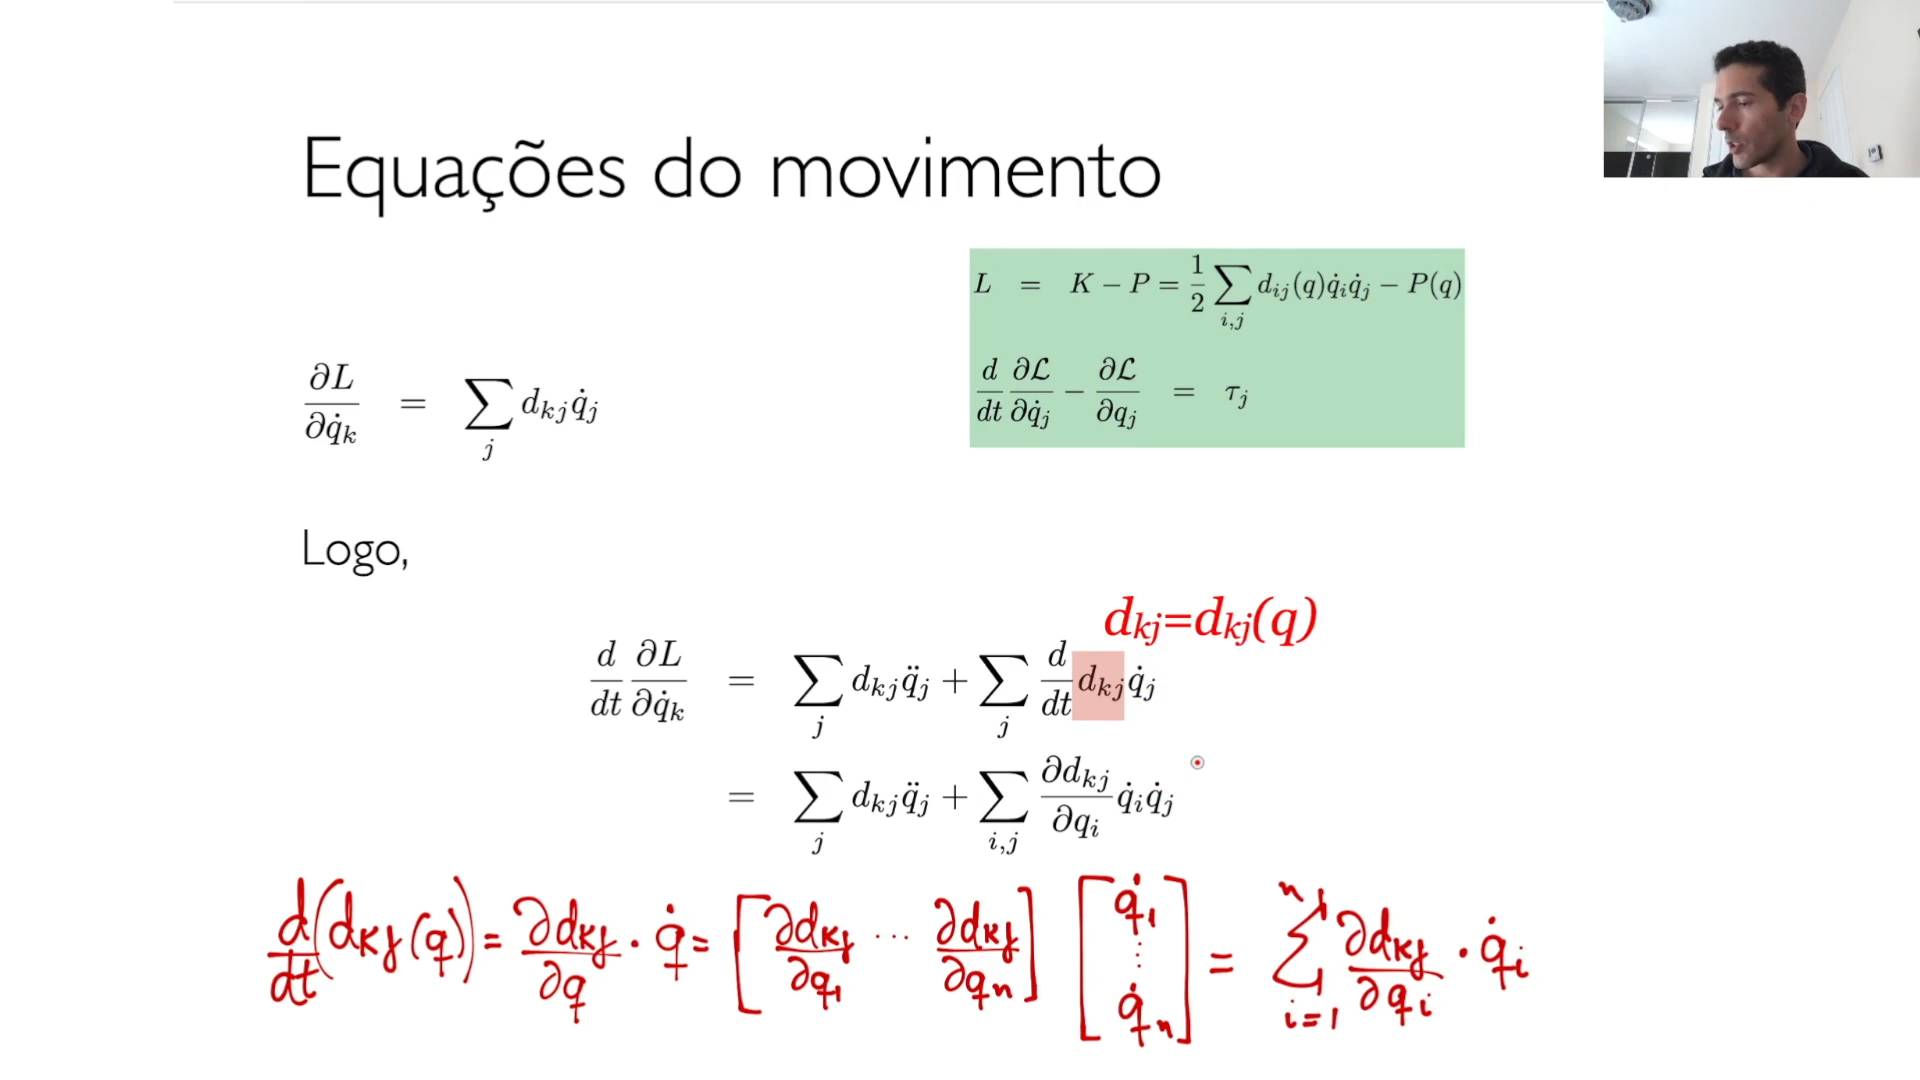 Equações do movimento
L = K − P = 1/2 ∑_{i,j} d_{ij}(q)q̇_i q̇_j − P(q)
d/dt ∂ℒ/∂q̇_j − ∂ℒ/∂q_j = τ_j
∂L/∂q̇_k = ∑_j d_{kj} q̇_j
Logo,
d_{kj}=d_{kj}(q)
d/dt ∂L/∂q̇_k = ∑_j d_{kj} q̈_j + ∑_j d/dt d_{kj} q̇_j
= ∑_j d_{kj} q̈_j + ∑_{i,j} ∂d_{kj}/∂q_i q̇_i q̇_j
d/dt (d_{kj}(q)) = ∂d_{kj}/∂q · q̇ = [∂d_{kj}/∂q_1 ··· ∂d_{kj}/∂q_n] [q̇_1 ⋮ q̇_n] = ∑_{i=1}^{n} ∂d_{kj}/∂q_i · q̇_i